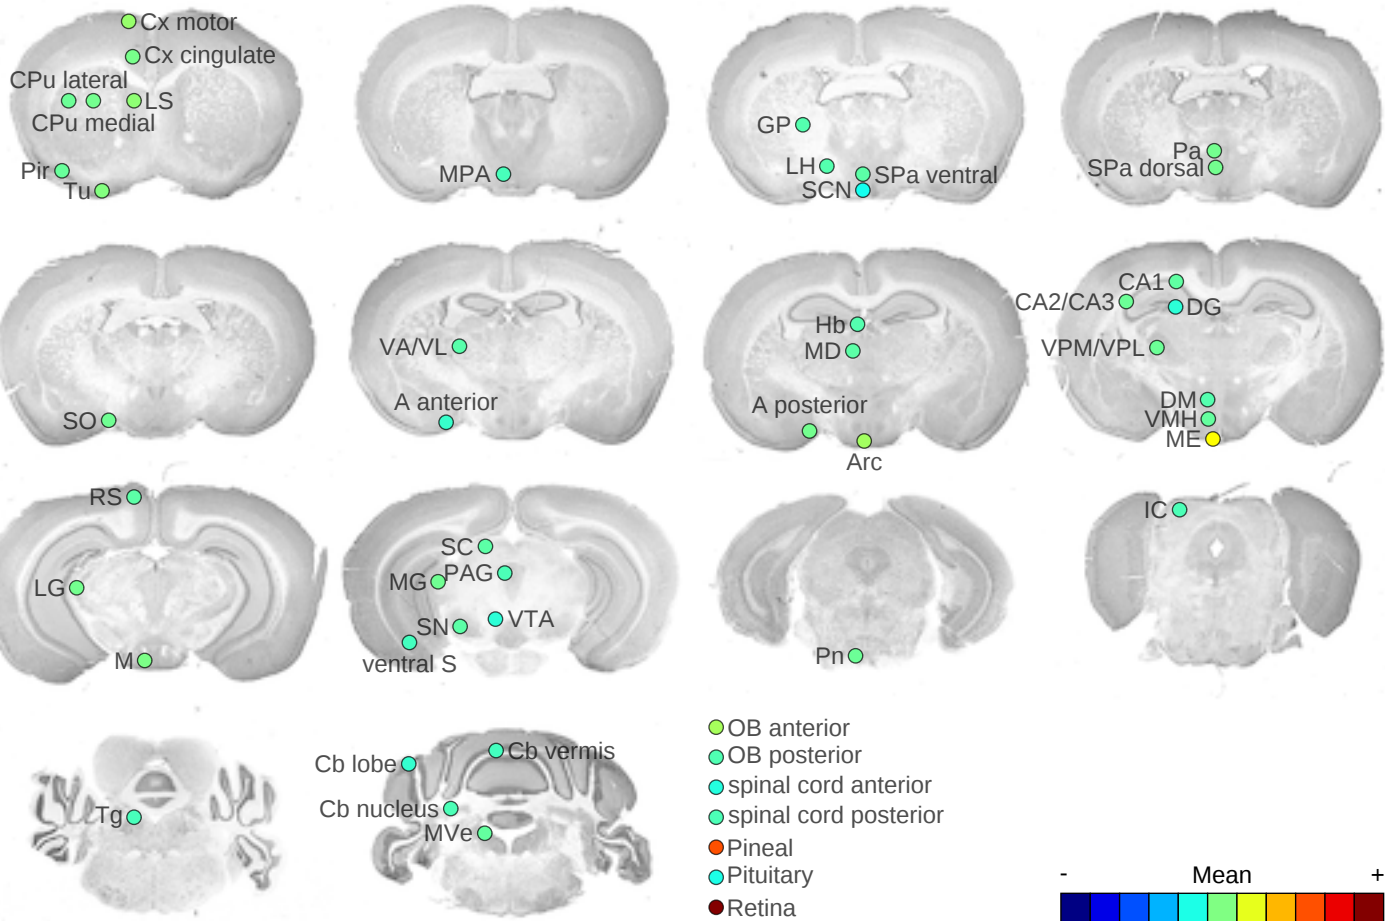 Cx motor
Cx cingulate
CPu lateral
LS
CPu medial
Pir
Tu
MPA
GP
LH
SPa ventral
SCN
Pa
SPa dorsal
SO
VA/VL
A anterior
Hb
MD
A posterior
Arc
CA1
CA2/CA3
DG
VPM/VPL
DM
VMH
ME
RS
LG
M
SC
MG PAG
SN VTA
ventral S
Pn
IC
Tg
Cb vermis
Cb lobe
Cb nucleus
MVe
OB anterior
OB posterior
spinal cord anterior
spinal cord posterior
Pineal
Pituitary
Retina
- Mean +